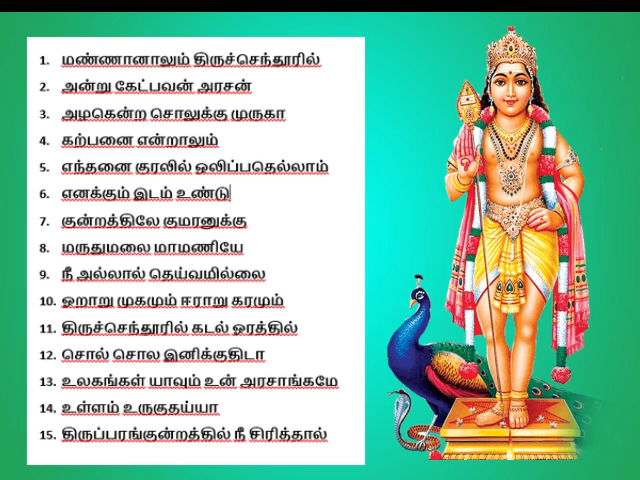 1. மண்ணானாலும் திருச்செந்தூரில்
2. அன்று கேட்பவன் அரசன்
3. அழகென்ற சொலுக்கு முருகா
4. கற்பனை என்றாலும்
5. எந்தனை குரலில் ஒலிப்பதெல்லாம்
6. எனக்கும் இடம் உண்டு
7. குன்றத்திலே குமரனுக்கு
8. மருதுமலை மாமணியே
9. நீ அல்லால் தெய்வமில்லை
10. ஒறாறு முகமும் ஈராறு கரமும்
11. திருச்செந்தூரில் கடல் ஓரத்தில்
12. சொல் சொல இனிக்குதிடா
13. உலகங்கள் யாவும் உன் அரசாங்கமே
14. உள்ளம் உருகுதய்யா
15. திருப்பரங்குன்றத்தில் நீ சிரித்தால்